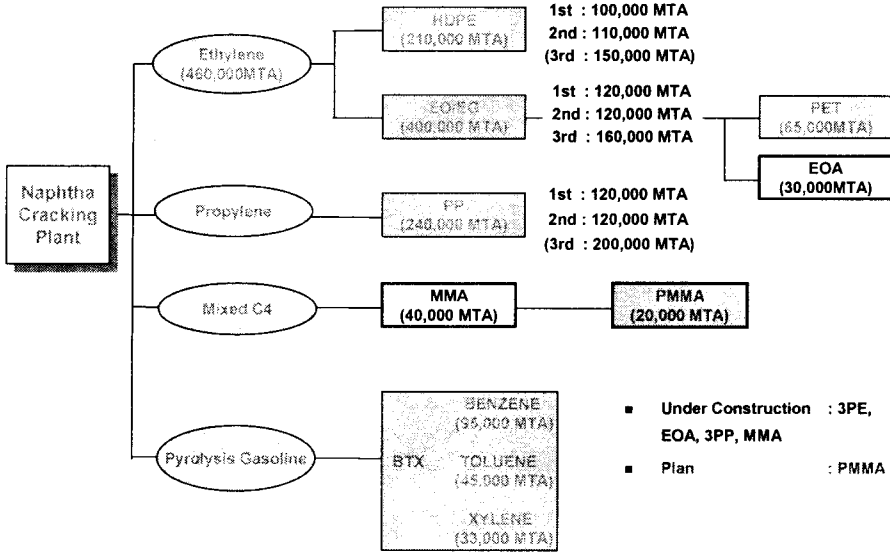 Naphtha
Cracking
Plant
Ethylene
(460,000MTA)
HDPE
(210,000 MTA)
1st : 100,000 MTA
2nd : 110,000 MTA
(3rd : 150,000 MTA)
EO/EG
(400,000 MTA)
1st : 120,000 MTA
2nd : 120,000 MTA
3rd : 160,000 MTA
PET
(65,000MTA)
EOA
(30,000MTA)
Propylene
PP
(240,000 MTA)
1st : 120,000 MTA
2nd : 120,000 MTA
(3rd : 200,000 MTA)
Mixed C4
MMA
(40,000 MTA)
PMMA
(20,000 MTA)
Pyralysis Gasoline
BTX
BENZENE
(95,000 MTA)
TOLUENE
(45,000 MTA)
XYLENE
(33,000 MTA)
▪ Under Construction : 3PE,
EOA, 3PP, MMA
▪ Plan : PMMA